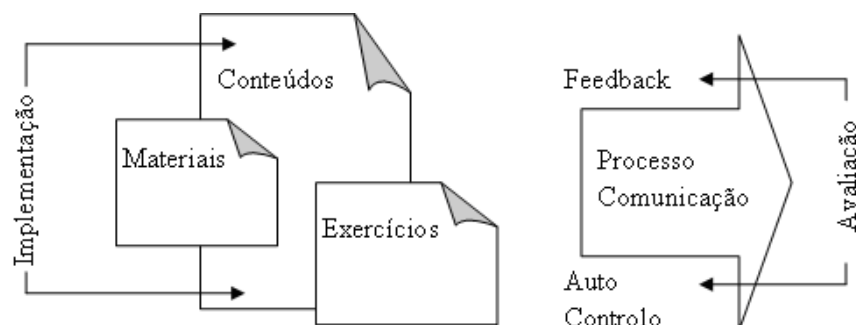 Implementação
Conteúdos
Materiais
Exercícios
Feedback
Processo
Comunicação
Auto
Controlo
Avaliação